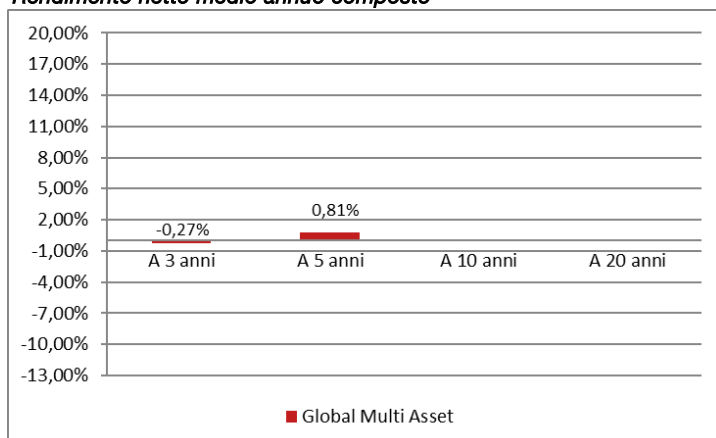 Rendimento netto medio annuo composto
20,00%
17,00%
14,00%
11,00%
8,00%
5,00%
2,00%
-1,00%
-4,00%
-7,00%
-10,00%
-13,00%
-0,27%
0,81%
A 3 anni
A 5 anni
A 10 anni
A 20 anni
Global Multi Asset